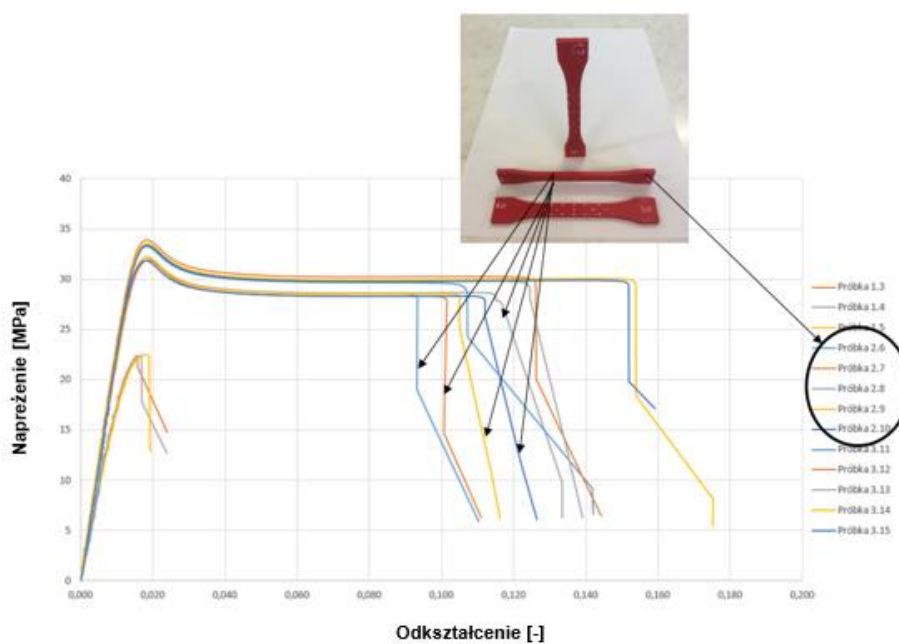 Naprężenie [MPa]
40
35
30
25
20
15
10
5
0
0,000
0,020
0,040
0,060
0,080
0,100
0,120
0,140
0,160
0,180
0,200
Odkształcenie [-]
Próbka 1.3
Próbka 1.4
Próbka 1.5
Próbka 2.6
Próbka 2.7
Próbka 2.8
Próbka 2.9
Próbka 2.10
Próbka 3.11
Próbka 3.12
Próbka 3.13
Próbka 3.14
Próbka 3.15